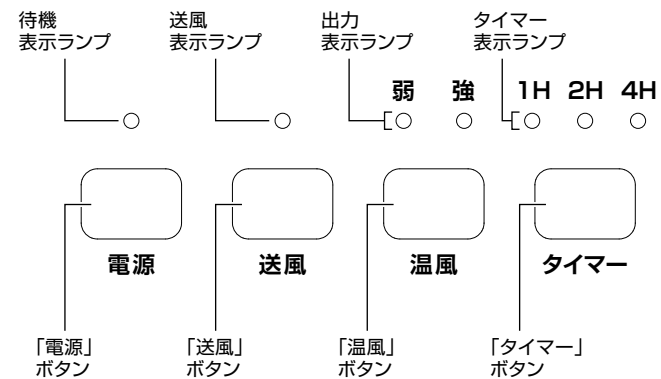 待機
表示ランプ
送風
表示ランプ
出力
表示ランプ
タイマー
表示ランプ
弱 強 1H 2H 4H
電源 送風 温風 タイマー
「電源」
ボタン
「送風」
ボタン
「温風」
ボタン
「タイマー」
ボタン